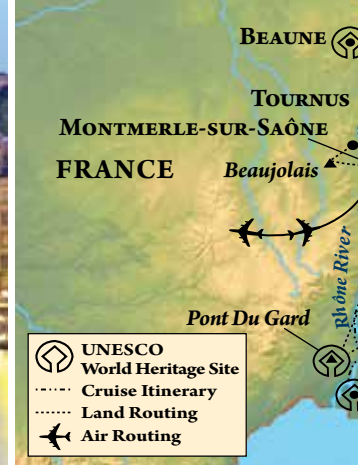 BEAUNE
TOURNUS
MONTMERLE-SUR-SAÔNE
FRANCE
Beaujolais
Rhône River
Pont Du Gard
UNESCO
World Heritage Site
Cruise Itinerary
Land Routing
Air Routing